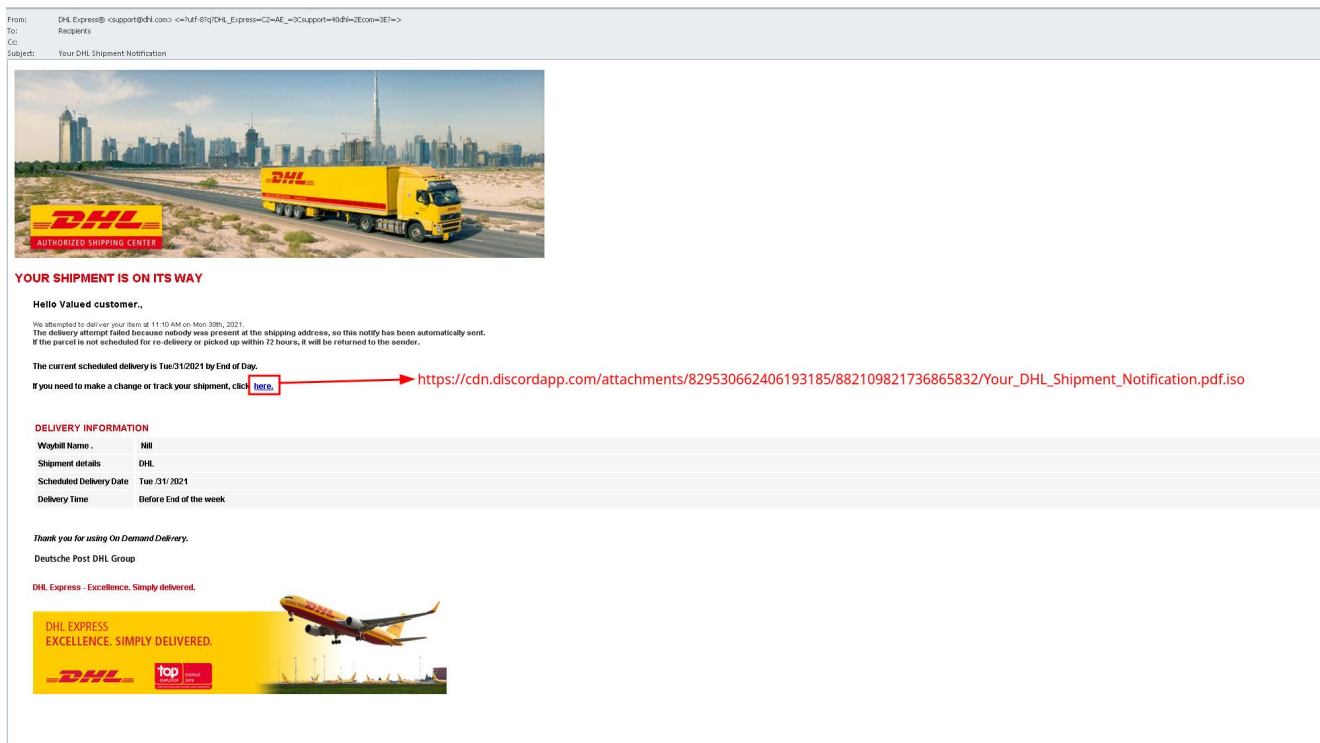 From: DHL Express® <support@dhl.com> <=?utf-8?q?DHL_Express=C2=AE_=3Csupport=40dhl=2Ecom=3E?=>
To: Recipients
Cc:
Subject: Your DHL Shipment Notification
DHL
DHL
AUTHORIZED SHIPPING CENTER
YOUR SHIPMENT IS ON ITS WAY
Hello Valued customer.,
We attempted to deliver your item at 11:10 AM on Mon 30th, 2021.
The delivery attempt failed because nobody was present at the shipping address, so this notify has been automatically sent.
If the parcel is not scheduled for re-delivery or picked up within 72 hours, it will be returned to the sender.
The current scheduled delivery is Tue/31/2021 by End of Day.
If you need to make a change or track your shipment, click here. https://cdn.discordapp.com/attachments/829530662406193185/882109821736865832/Your_DHL_Shipment_Notification.pdf.iso
DELIVERY INFORMATION
Waybill Name . Nill
Shipment details DHL
Scheduled Delivery Date Tue /31/ 2021
Delivery Time Before End of the week
Thank you for using On Demand Delivery.
Deutsche Post DHL Group
DHL Express - Excellence. Simply delivered.
DHL
DHL EXPRESS
EXCELLENCE. SIMPLY DELIVERED.
DHL
top
EMPLOYER
SVERIGE